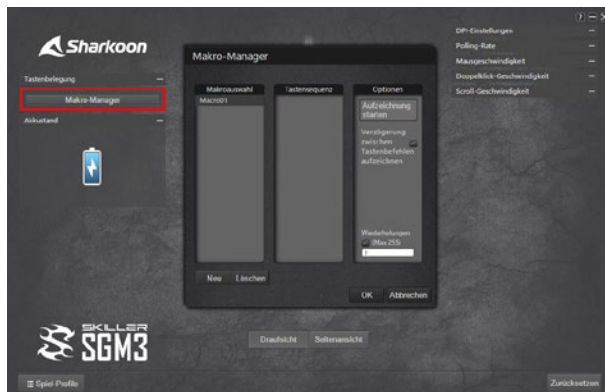 Sharkoon
Tastenbelegung
Makro-Manager
Akkustand
Makro-Manager
Makroauswahl
Macro01
Tastensequenz
Optionen
Aufzeichnung
starten
Verzögerung
zwischen
Tastenbefehlen
aufzeichnen
Wiederholungen
(Max 255)
1
Neu Löschen
OK Abbrechen
DPI-Einstellungen
Polling-Rate
Mausgeschwindigkeit
Doppelklick-Geschwindigkeit
Scroll-Geschwindigkeit
SKILLER
SGM3
Draufsicht Seitenansicht
Spiel-Profile
Zurücksetzen